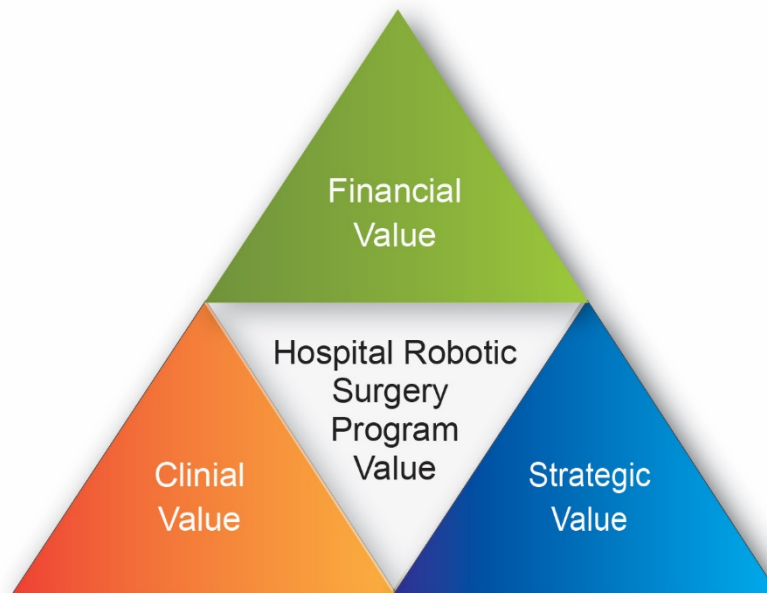 Financial
Value
Hospital Robotic
Surgery
Program
Value
Clinial
Value
Strategic
Value